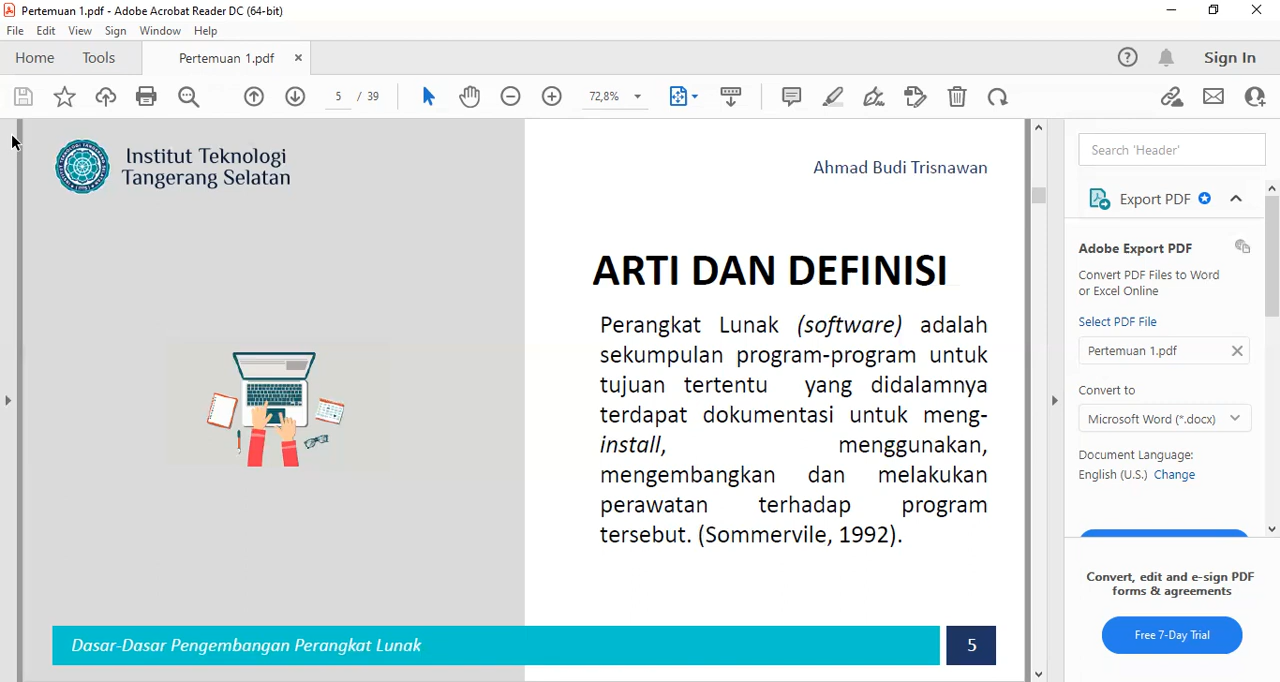 Pertemuan 1.pdf - Adobe Acrobat Reader DC (64-bit)
File Edit View Sign Window Help
Home Tools Pertemuan 1.pdf Sign In
5 / 39 72,8%
Institut Teknologi
Tangerang Selatan
Ahmad Budi Trisnawan
ARTI DAN DEFINISI
Perangkat Lunak (software) adalah
sekumpulan program-program untuk
tujuan tertentu yang didalamnya
terdapat dokumentasi untuk meng-
install, menggunakan,
mengembangkan dan melakukan
perawatan terhadap program
tersebut. (Sommervile, 1992).
Dasar-Dasar Pengembangan Perangkat Lunak
5
Search 'Header'
Export PDF
Adobe Export PDF
Convert PDF Files to Word
or Excel Online
Select PDF File
Pertemuan 1.pdf
Convert to
Microsoft Word (*.docx)
Document Language:
English (U.S.) Change
Convert, edit and e-sign PDF
forms & agreements
Free 7-Day Trial